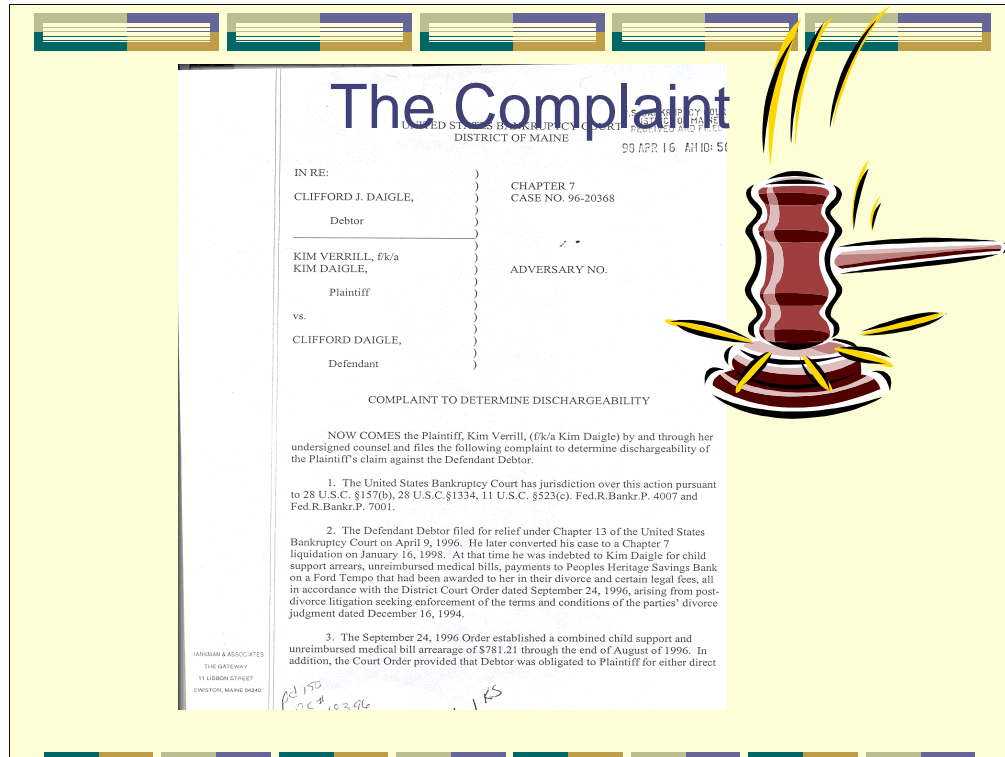 The Complaint
UNITED STATES BANKRUPTCY COURT
DISTRICT OF MAINE
U.S. BANKRUPTCY COURT
DISTRICT OF MAINE
RECEIVED AND FILED
98 APR 16 AM 10: 50
IN RE:
CLIFFORD J. DAIGLE,
Debtor
CHAPTER 7
CASE NO. 96-20368
KIM VERRILL, f/k/a
KIM DAIGLE,
ADVERSARY NO.
Plaintiff
vs.
CLIFFORD DAIGLE,
Defendant
COMPLAINT TO DETERMINE DISCHARGEABILITY
NOW COMES the Plaintiff, Kim Verrill, (f/k/a Kim Daigle) by and through her
undersigned counsel and files the following complaint to determine dischargeability of
the Plaintiff's claim against the Defendant Debtor.
1. The United States Bankruptcy Court has jurisdiction over this action pursuant
to 28 U.S.C. §157(b), 28 U.S.C.§1334, 11 U.S.C. §523(c). Fed.R.Bankr.P. 4007 and
Fed.R.Bankr.P. 7001.
2. The Defendant Debtor filed for relief under Chapter 13 of the United States
Bankruptcy Court on April 9, 1996. He later converted his case to a Chapter 7
liquidation on January 16, 1998. At that time he was indebted to Kim Daigle for child
support arrears, unreimbursed medical bills, payments to Peoples Heritage Savings Bank
on a Ford Tempo that had been awarded to her in their divorce and certain legal fees, all
in accordance with the District Court Order dated September 24, 1996, arising from post-
divorce litigation seeking enforcement of the terms and conditions of the parties' divorce
judgment dated December 16, 1994.
3. The September 24, 1996 Order established a combined child support and
unreimbursed medical bill arrearage of $781.21 through the end of August of 1996. In
addition, the Court Order provided that Debtor was obligated to Plaintiff for either direct
& ASSOCIATES
THE GATEWAY
11 LISBON STREET
EWISTON, MAINE 04240
pd 150